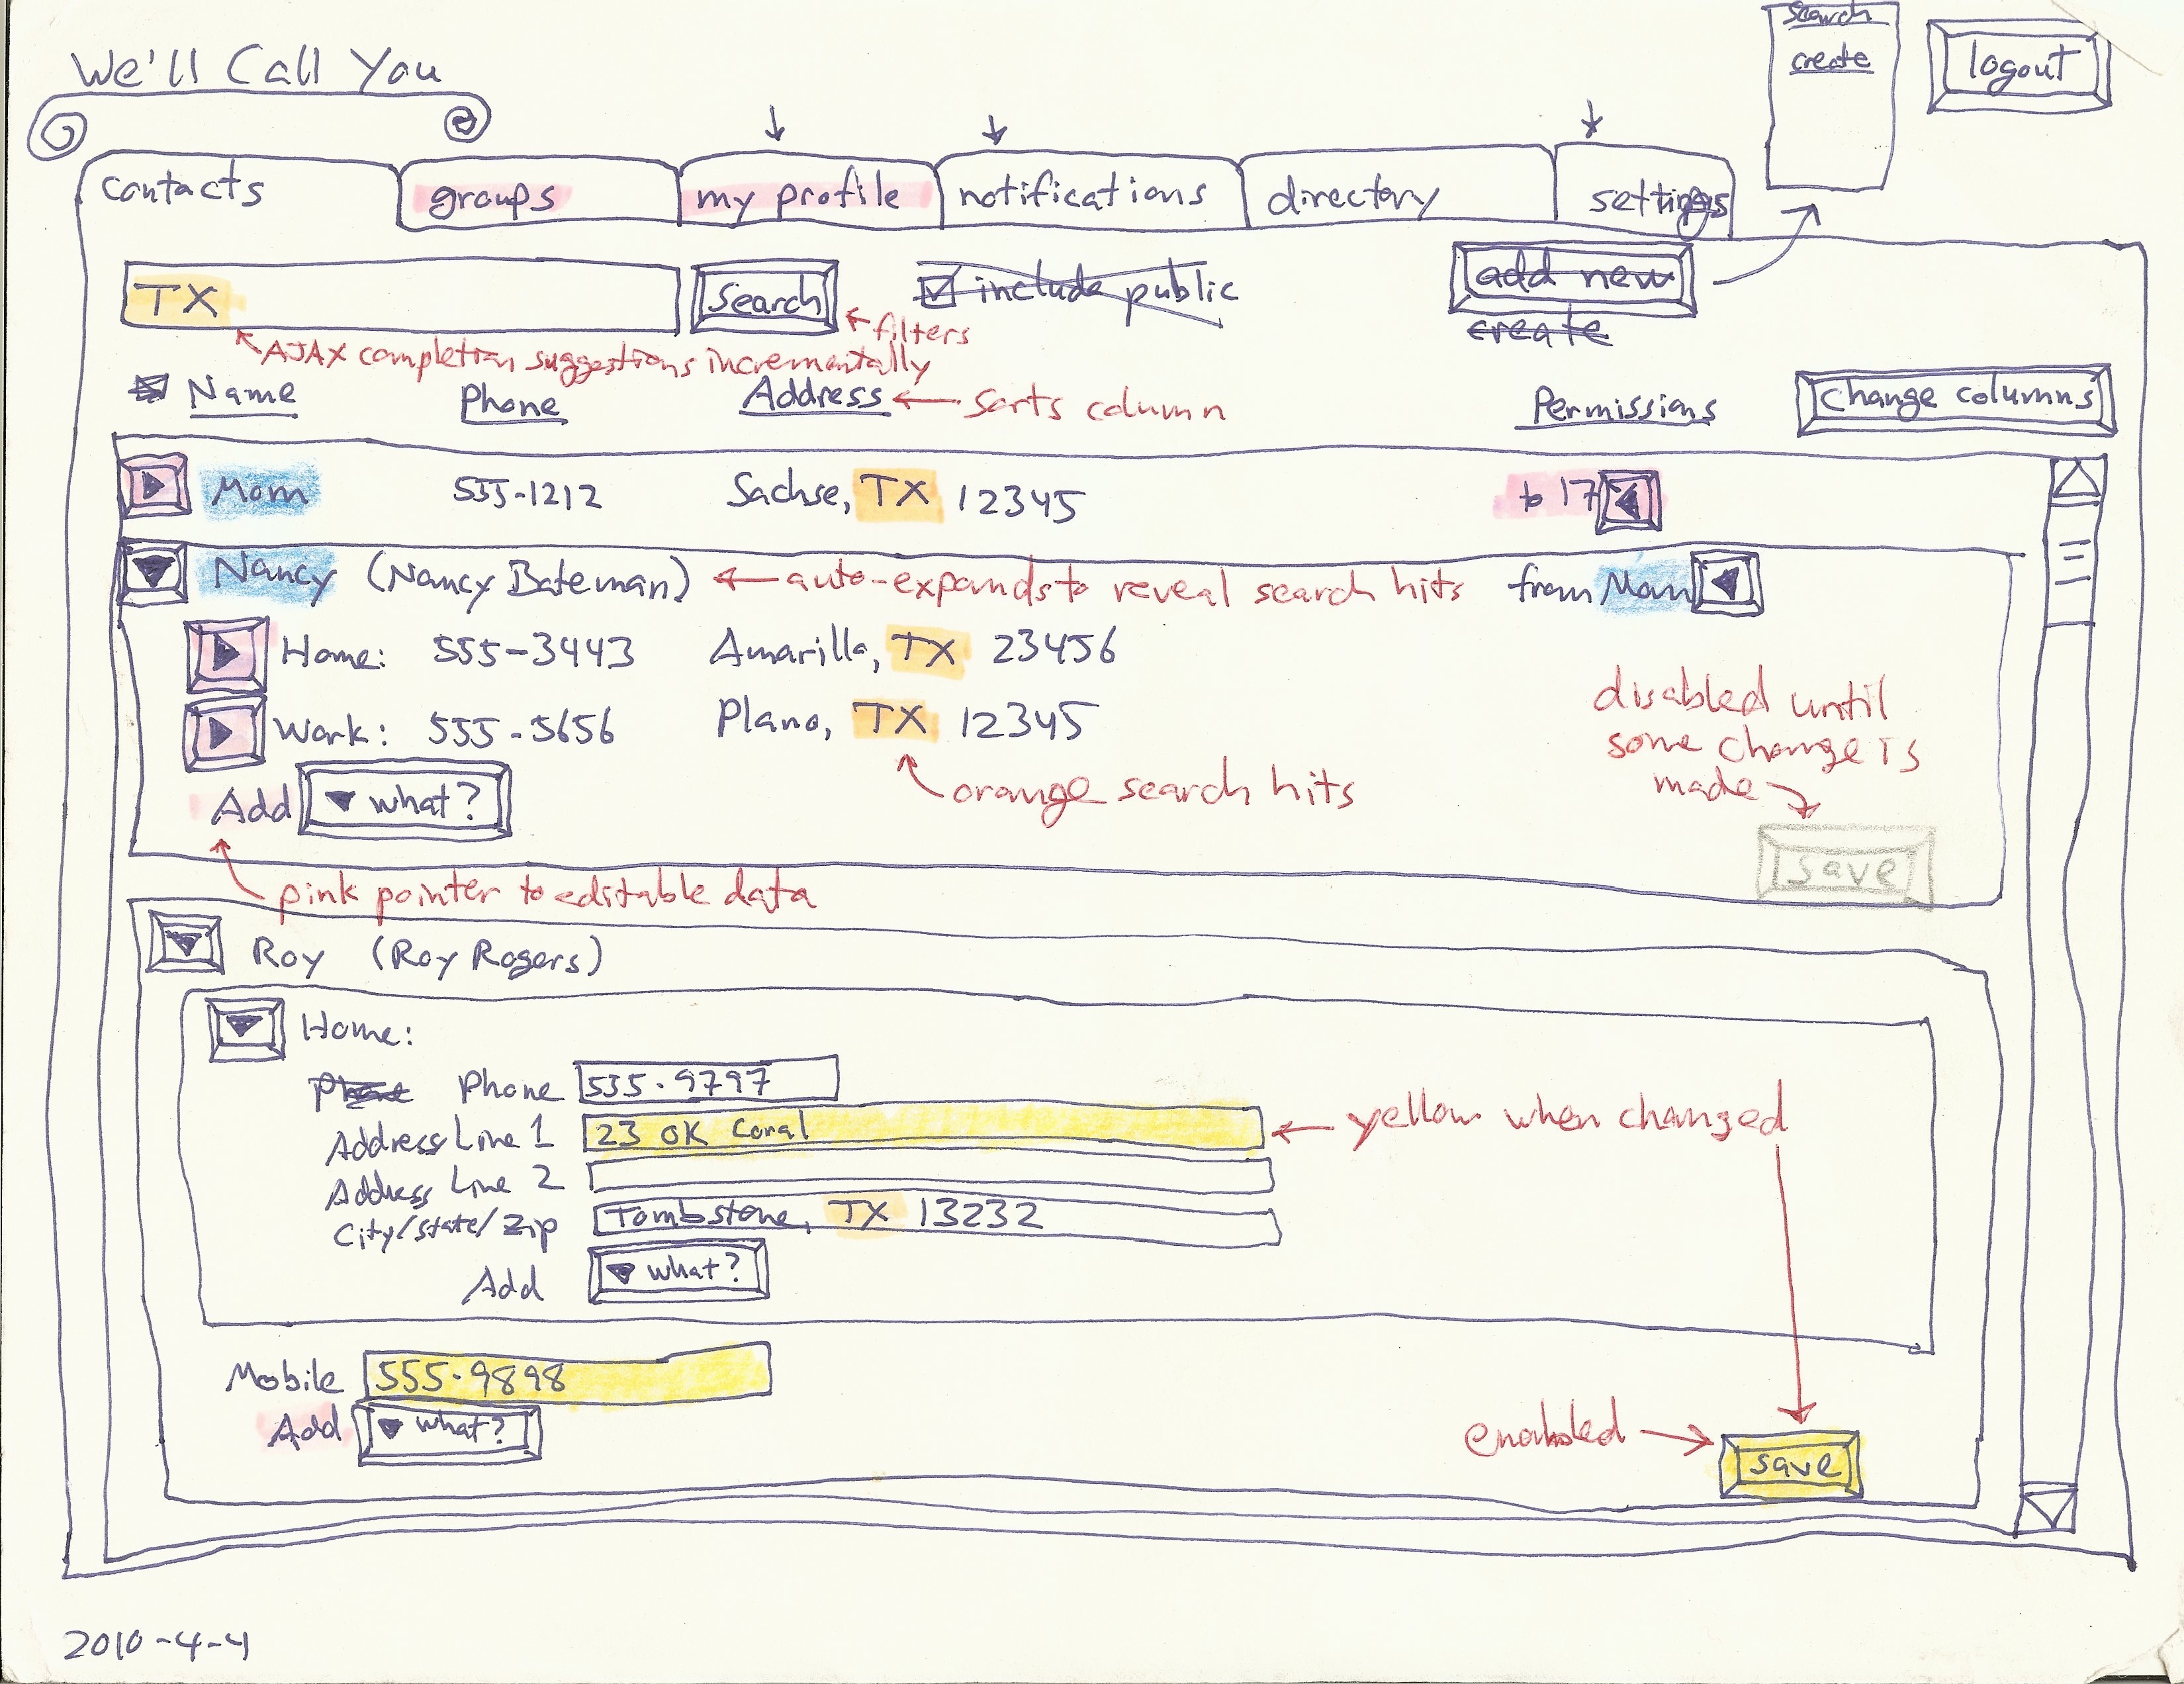 We'll Call You
search
create
logout
contacts
groups
my profile
notifications
directory
settings
TX
Search
include public
add new
create
filters
AJAX completion suggestions incrementally
Name
Phone
Address
sorts column
Permissions
change columns
Mom 555-1212 Sachse, TX 12345 to 17
Nancy (Nancy Bateman) auto-expands to reveal search hits from Mom
Home: 555-3443 Amarillo, TX 23456
Work: 555-5656 Plano, TX 12345
disabled until
some change is
made
Add what?
orange search hits
save
pink pointer to editable data
Roy (Roy Rogers)
Home:
Phone Phone 555-9797
Address Line 1 23 OK Coral
yellow when changed
Address Line 2
City/state/zip Tombstone, TX 13232
Add what?
Mobile 555-9898
Add what?
enabled
save
2010-4-4